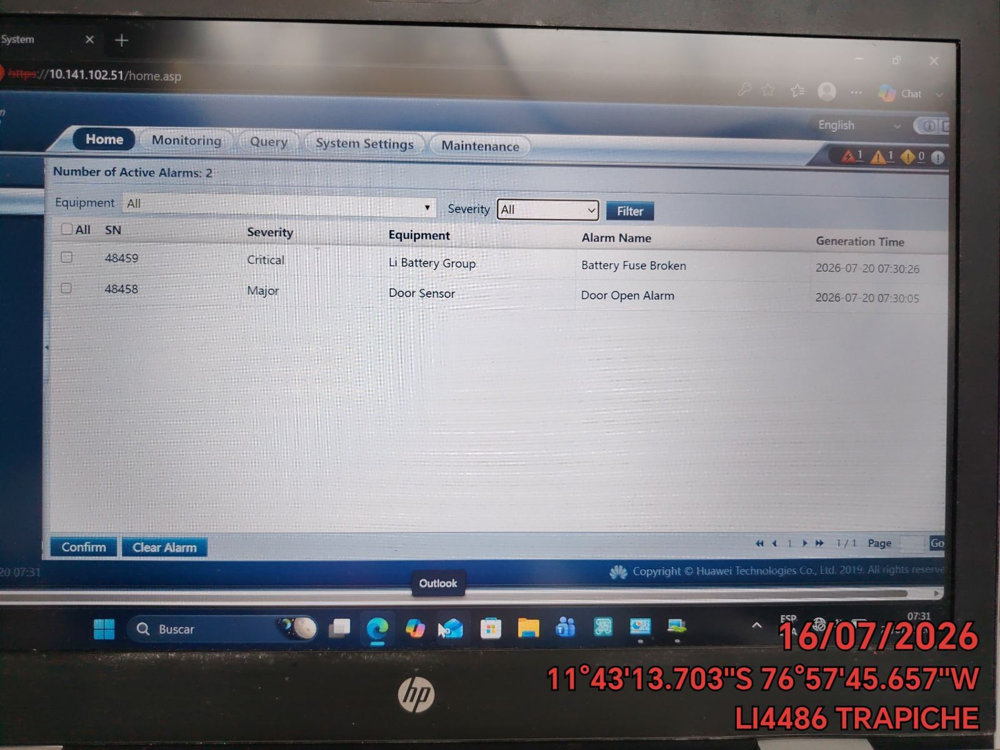 System
https://10.141.102.51/home.asp
Chat
English
Home Monitoring Query System Settings Maintenance
1 1 0
Number of Active Alarms: 2
Equipment All Severity All Filter
All SN Severity Equipment Alarm Name Generation Time
48459 Critical Li Battery Group Battery Fuse Broken 2026-07-20 07:30:26
48458 Major Door Sensor Door Open Alarm 2026-07-20 07:30:05
Confirm Clear Alarm 1 1 / 1 Page Go
20 07:31 Copyright © Huawei Technologies Co., Ltd. 2019. All rights reserve
Outlook
Buscar ESP 07:31
16/07/2026
11°43'13.703"S 76°57'45.657"W
LI4486 TRAPICHE
hp